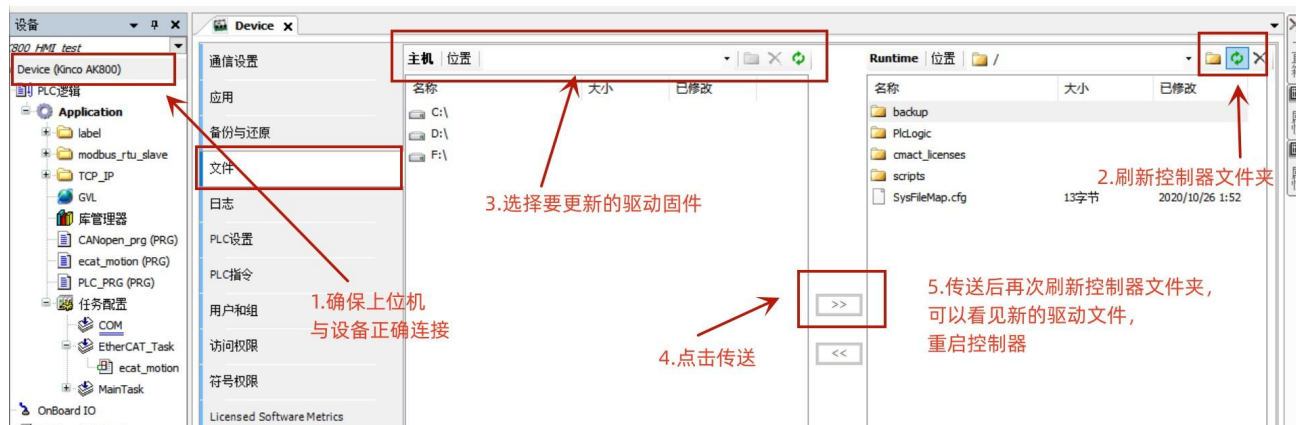 设备
Device
K800 HMI test
Device (Kinco AK800)
PLC逻辑
Application
label
modbus_rtu_slave
TCP_IP
GVL
库管理器
CANopen_prg (PRG)
ecat_motion (PRG)
PLC_PRG (PRG)
任务配置
COM
EtherCAT_Task
ecat_motion
MainTask
OnBoard IO
通信设置
应用
备份与还原
文件
日志
PLC设置
PLC指令
用户和组
访问权限
符号权限
Licensed Software Metrics
主机 位置
名称 大小 已修改
C:\
D:\
F:\
Runtime 位置 /
名称 大小 已修改
backup
PlcLogic
cmact_licenses
scripts
SysFileMap.cfg 13字节 2020/10/26 1:52
>>
<<
1.确保上位机
与设备正确连接
2.刷新控制器文件夹
3.选择要更新的驱动固件
4.点击传送
5.传送后再次刷新控制器文件夹,
可以看见新的驱动文件,
重启控制器